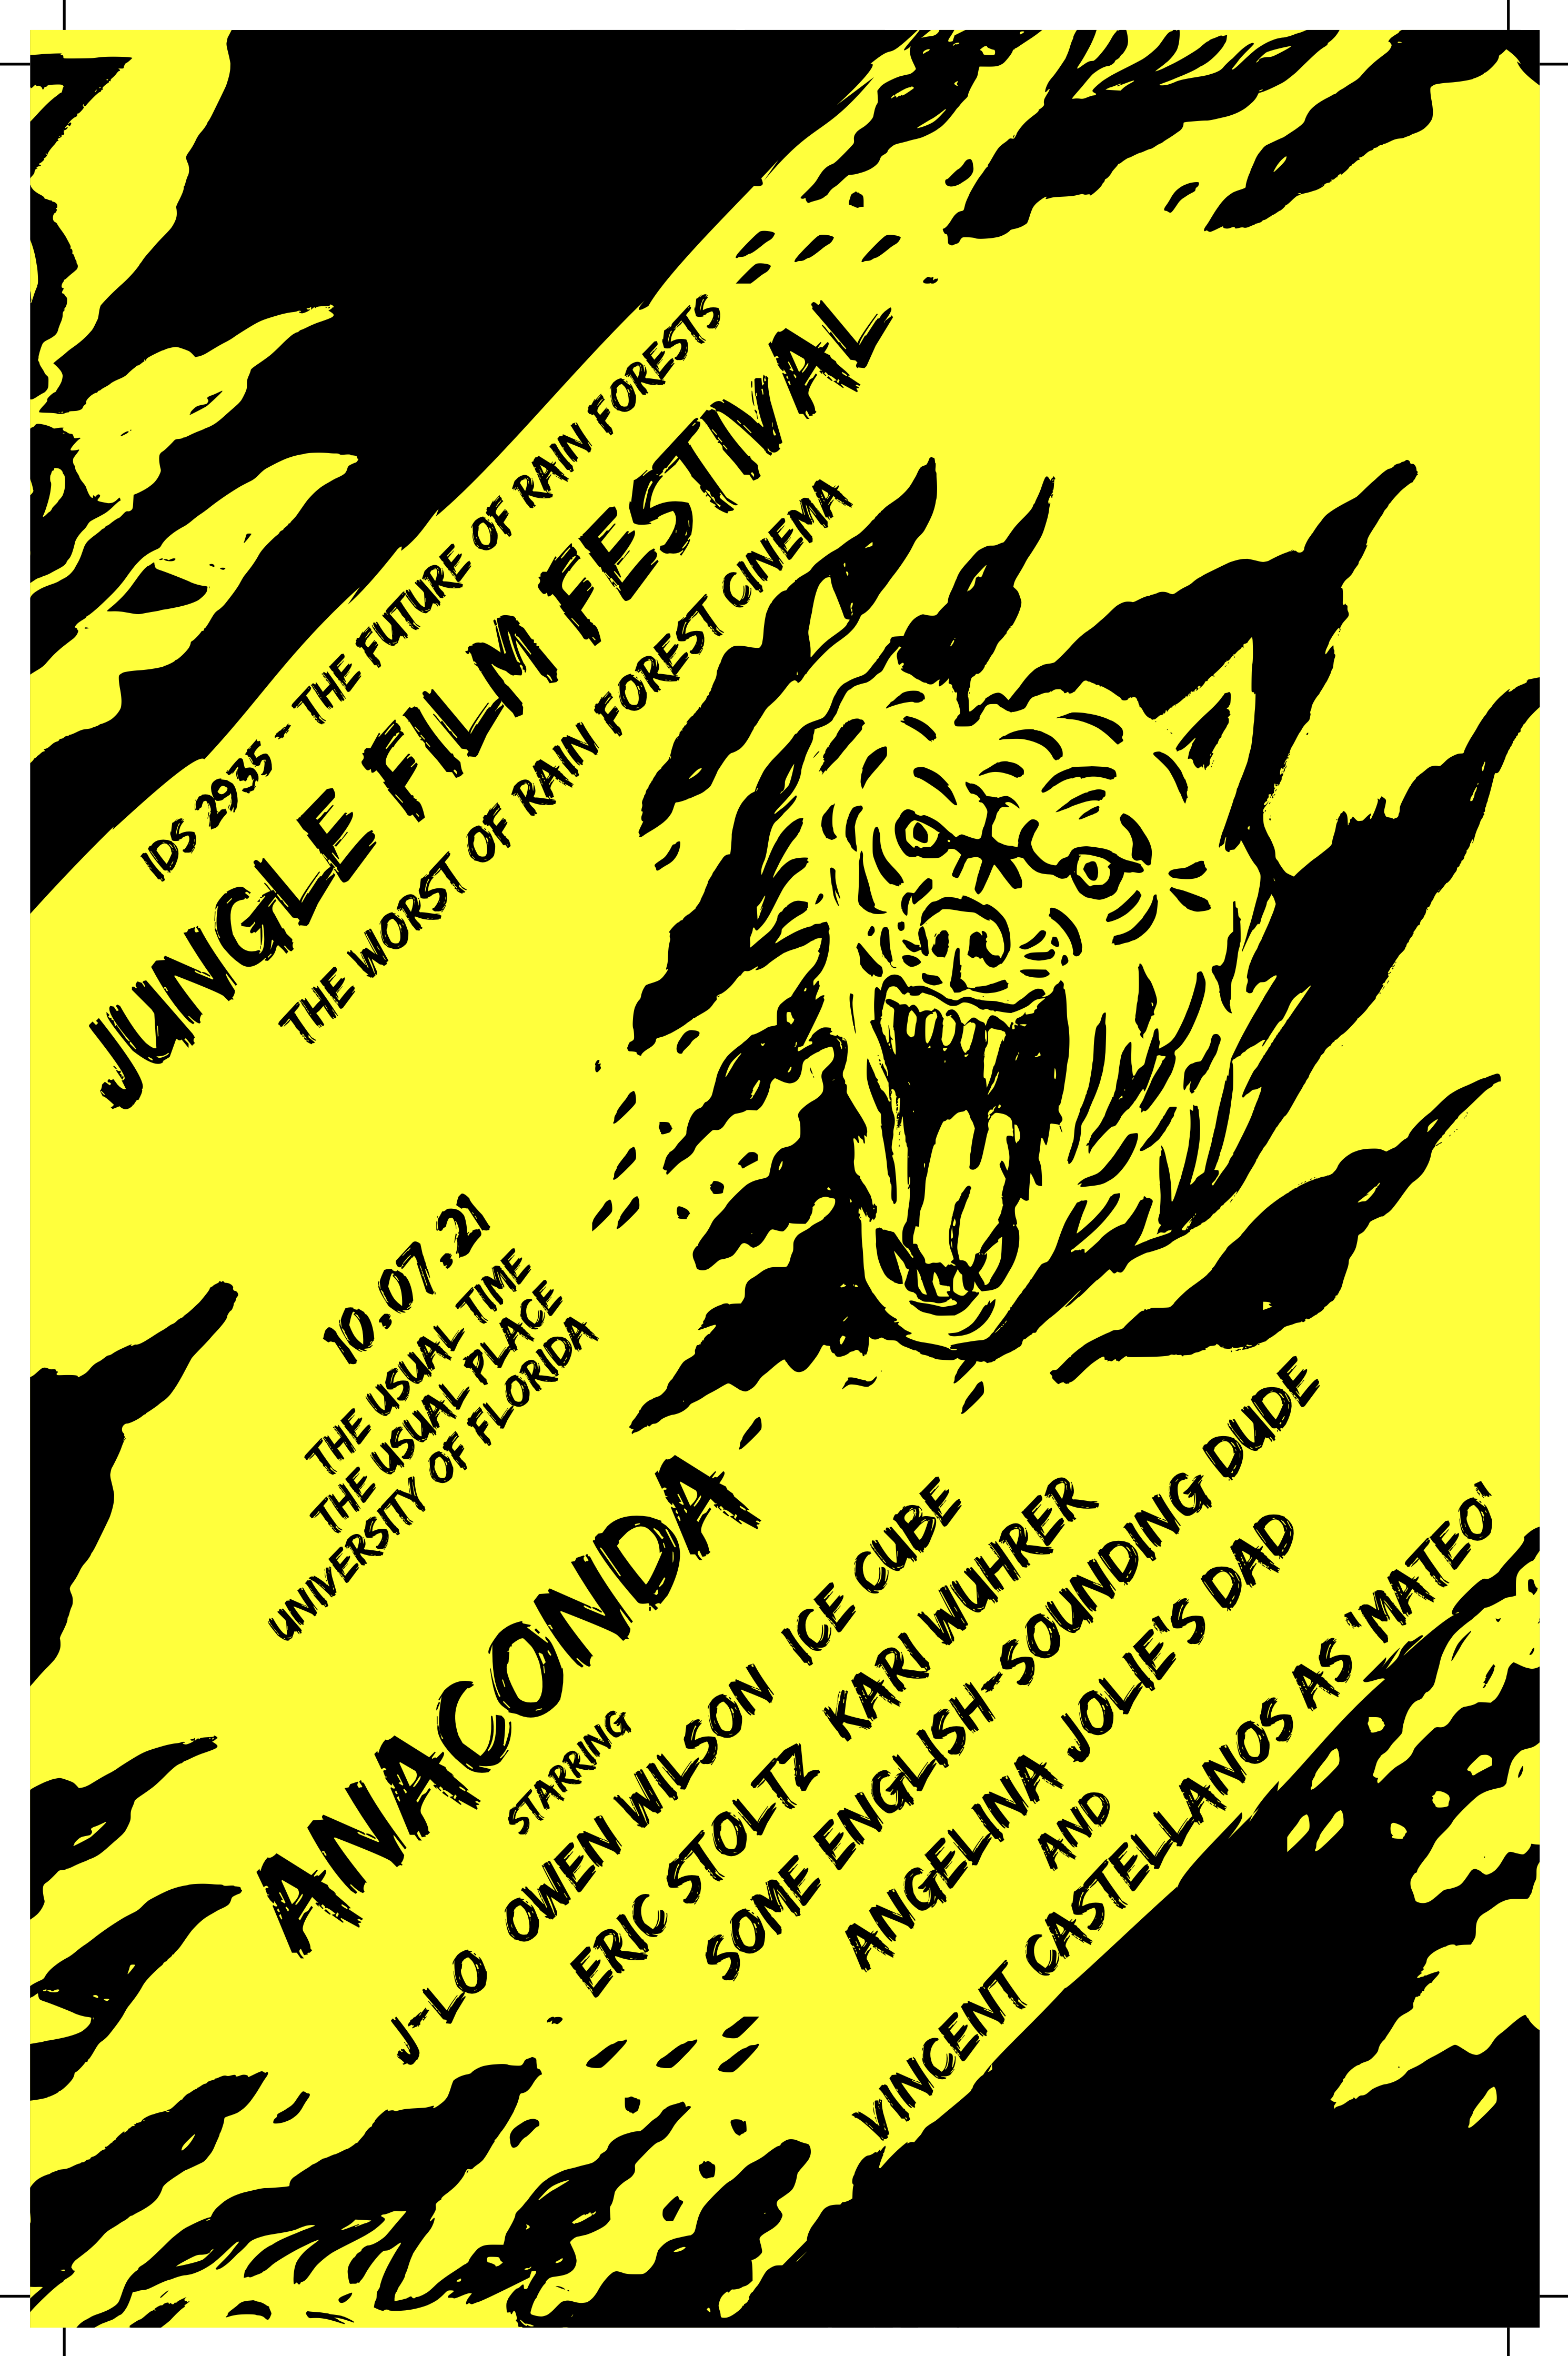 IDS 2935 - THE FUTURE OF RAIN FORESTS
JUNGLE FILM FESTIVAL
THE WORST OF RAIN FOREST CINEMA
10.07.21
THE USUAL TIME
THE USUAL PLACE
UNIVERSITY OF FLORIDA
ANACONDA
STARRING
J-LO OWEN WILSON ICE CUBE
ERIC STOLTZ KARI WUHRER
SOME ENGLISH-SOUNDING DUDE
ANGELINA JOLIE'S DAD
AND
VINCENT CASTELLANOS AS 'MATEO'